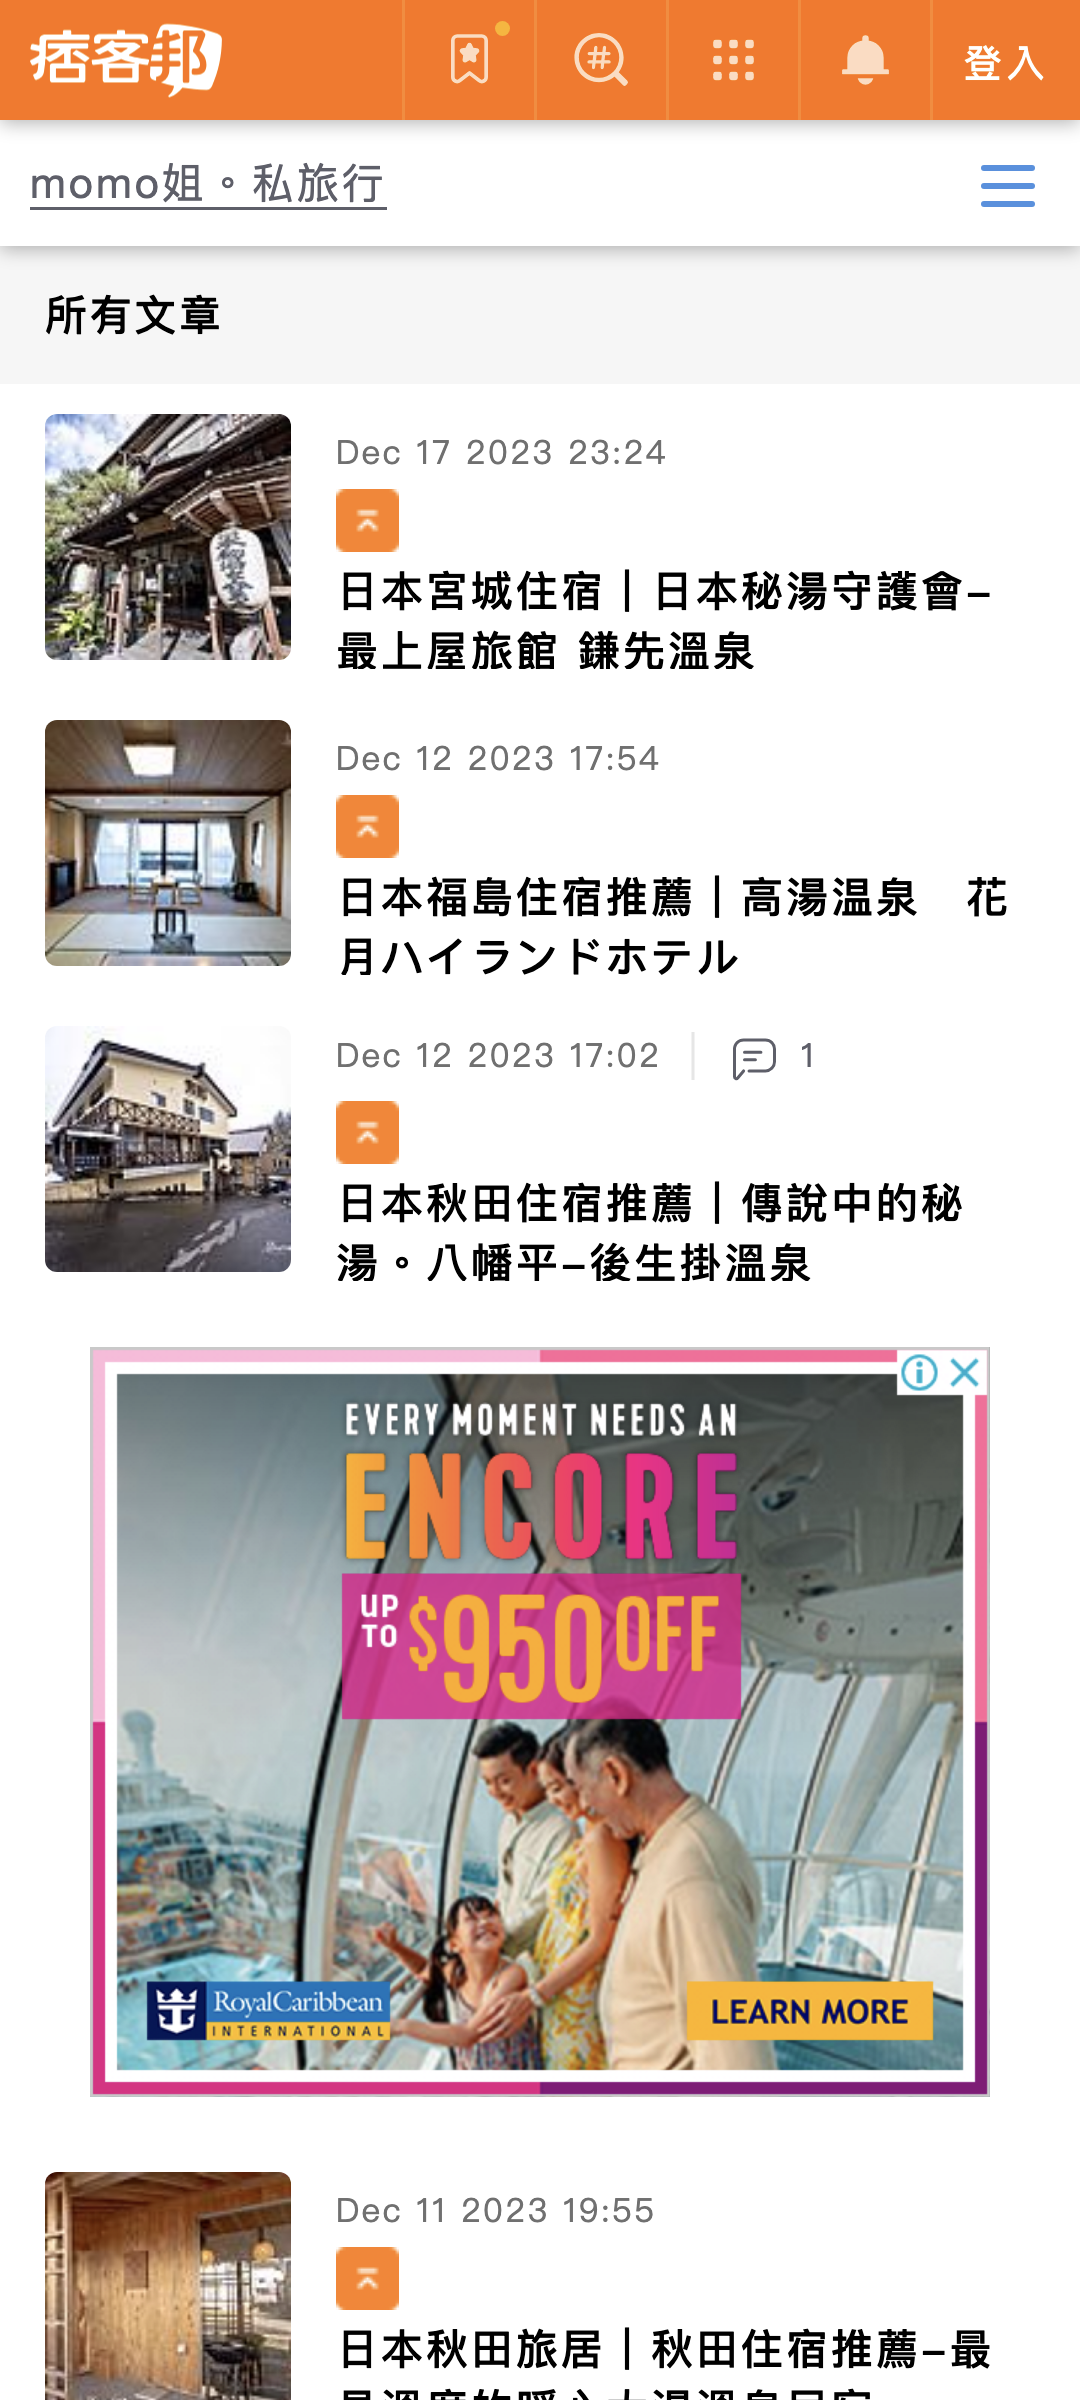 痞客邦
登入
momo姐。私旅行
所有文章
Dec 17 2023 23:24
日本宮城住宿｜日本秘湯守護會–
最上屋旅館 鎌先溫泉
Dec 12 2023 17:54
日本福島住宿推薦｜高湯温泉　花
月ハイランドホテル
Dec 12 2023 17:02
1
日本秋田住宿推薦｜傳說中的秘
湯。八幡平–後生掛溫泉
EVERY MOMENT NEEDS AN
ENCORE
UP TO $950 OFF
RoyalCaribbean
INTERNATIONAL
LEARN MORE
Dec 11 2023 19:55
日本秋田旅居｜秋田住宿推薦–最